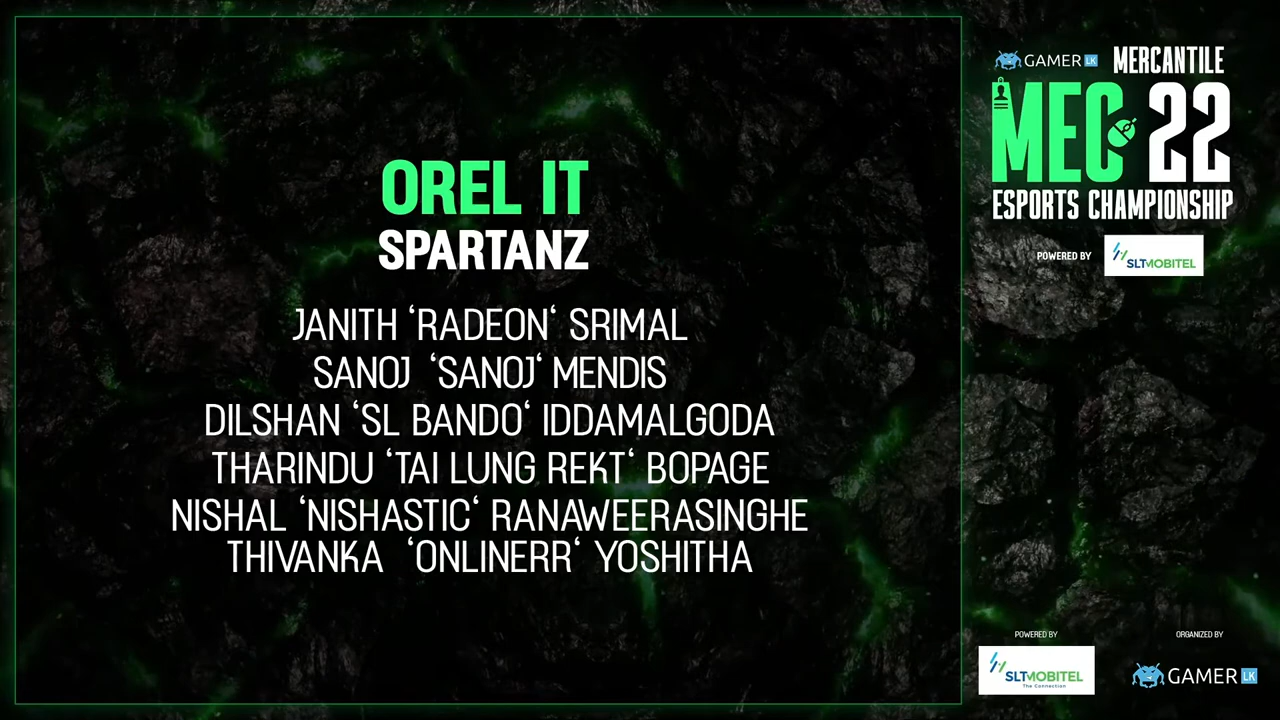 OREL IT
SPARTANZ
JANITH ‘RADEON‘ SRIMAL
SANOJ ‘SANOJ‘ MENDIS
DILSHAN ‘SL BANDO‘ IDDAMALGODA
THARINDU ‘TAI LUNG REKT‘ BOPAGE
NISHAL ‘NISHASTIC‘ RANAWEERASINGHE
THIVANKA ‘ONLINERR‘ YOSHITHA
GAMER LK MERCANTILE
MEC 22
ESPORTS CHAMPIONSHIP
POWERED BY SLTMOBITEL
POWERED BY
SLTMOBITEL
The Connection
ORGANIZED BY
GAMER LK